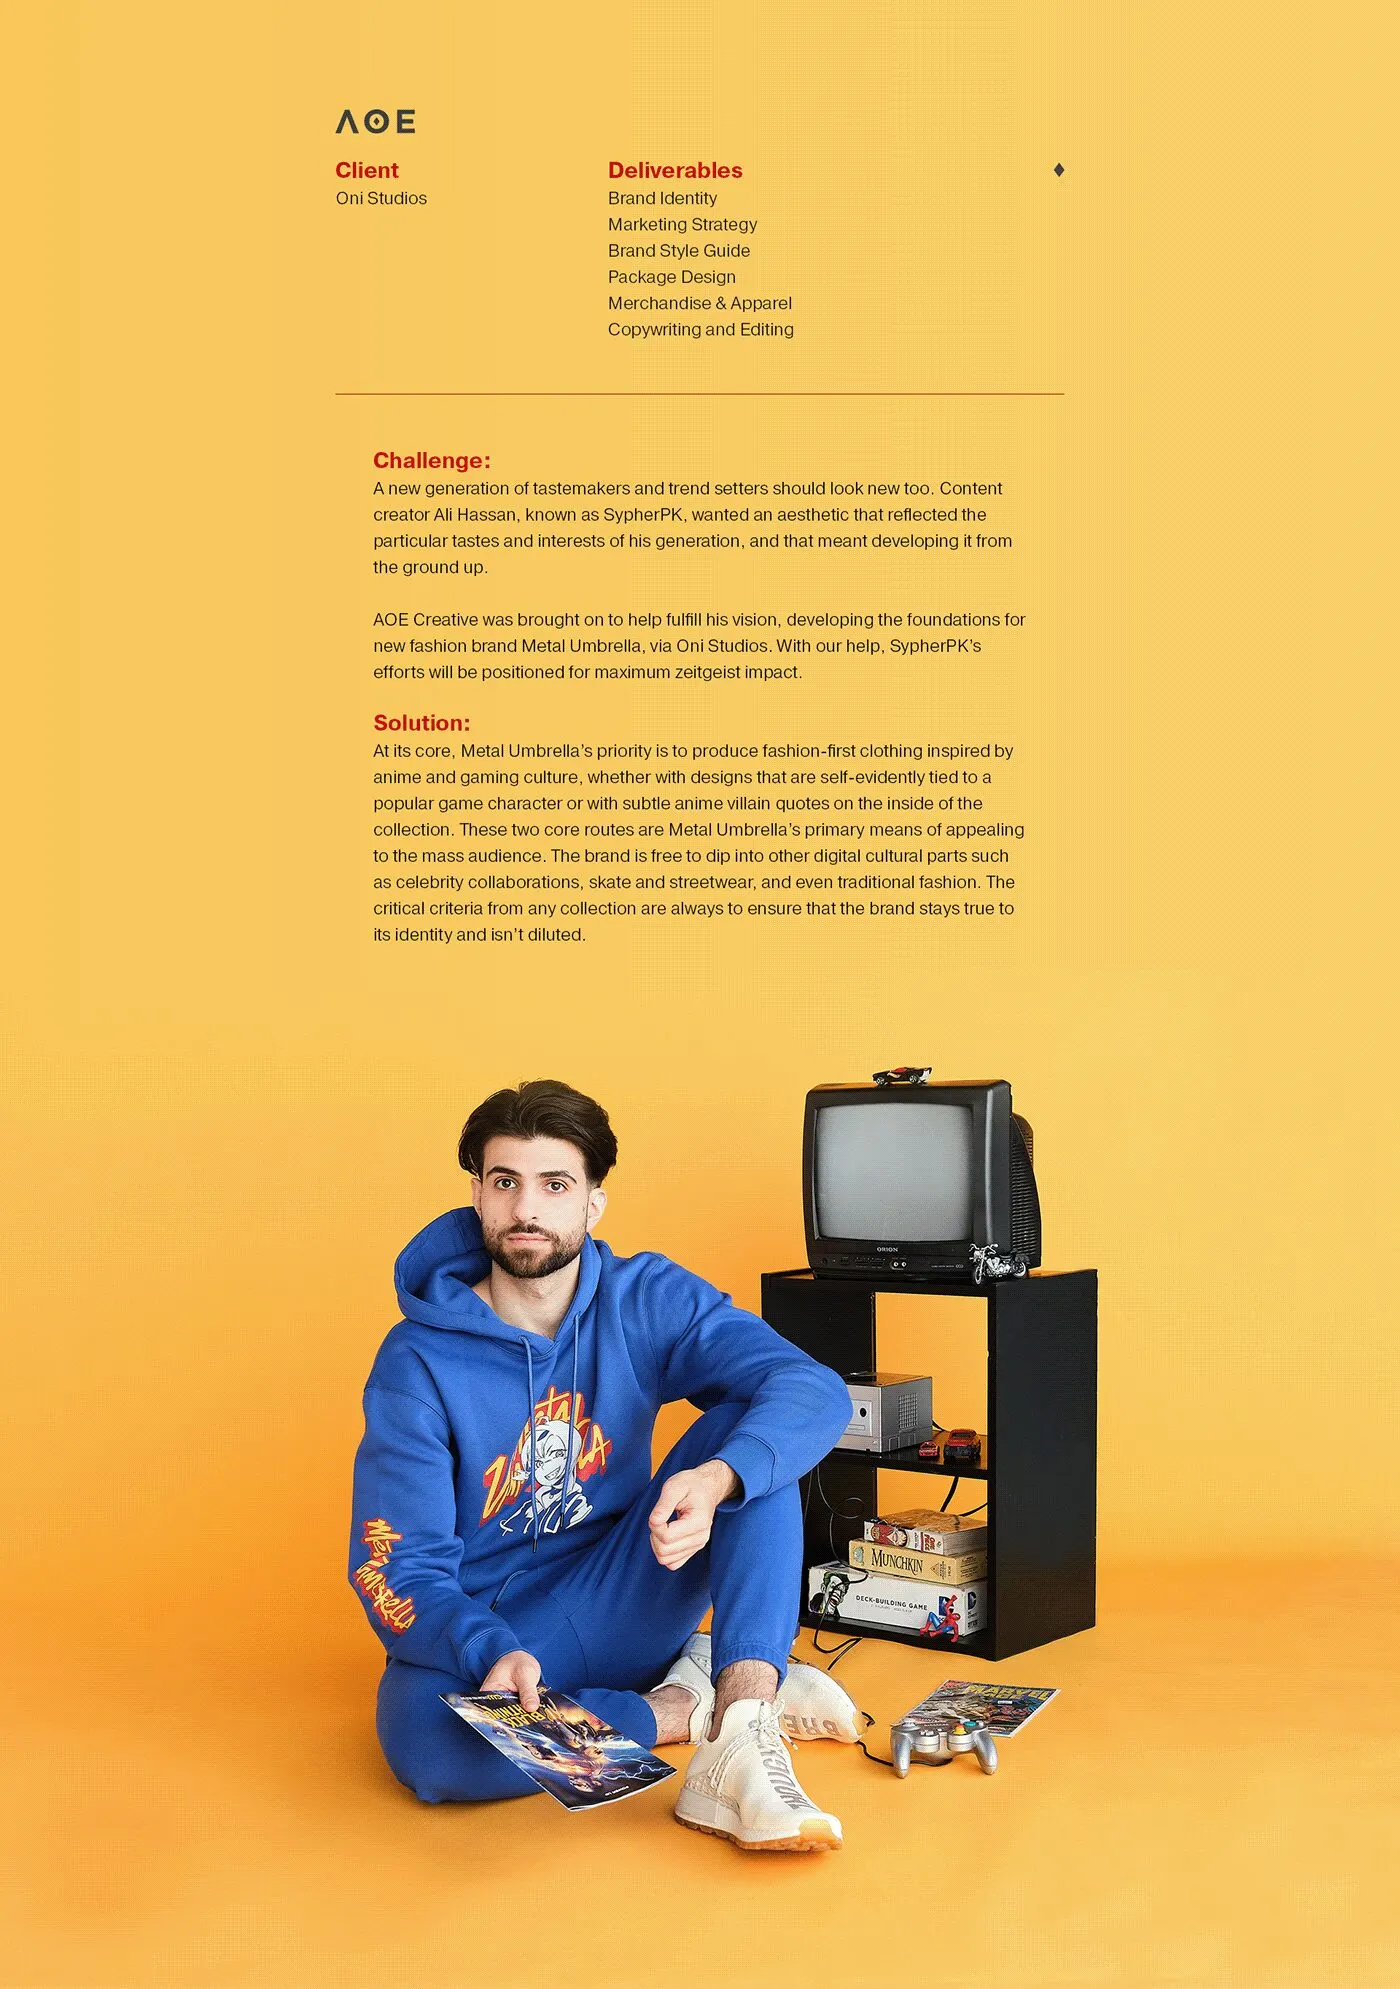 AOE
Client
Oni Studios
Deliverables
Brand Identity
Marketing Strategy
Brand Style Guide
Package Design
Merchandise & Apparel
Copywriting and Editing
Challenge:
A new generation of tastemakers and trend setters should look new too. Content
creator Ali Hassan, known as SypherPK, wanted an aesthetic that reflected the
particular tastes and interests of his generation, and that meant developing it from
the ground up.
AOE Creative was brought on to help fulfill his vision, developing the foundations for
new fashion brand Metal Umbrella, via Oni Studios. With our help, SypherPK’s
efforts will be positioned for maximum zeitgeist impact.
Solution:
At its core, Metal Umbrella’s priority is to produce fashion-first clothing inspired by
anime and gaming culture, whether with designs that are self-evidently tied to a
popular game character or with subtle anime villain quotes on the inside of the
collection. These two core routes are Metal Umbrella’s primary means of appealing
to the mass audience. The brand is free to dip into other digital cultural parts such
as celebrity collaborations, skate and streetwear, and even traditional fashion. The
critical criteria from any collection are always to ensure that the brand stays true to
its identity and isn’t diluted.
ORION
MUNCHKIN
DECK-BUILDING GAME